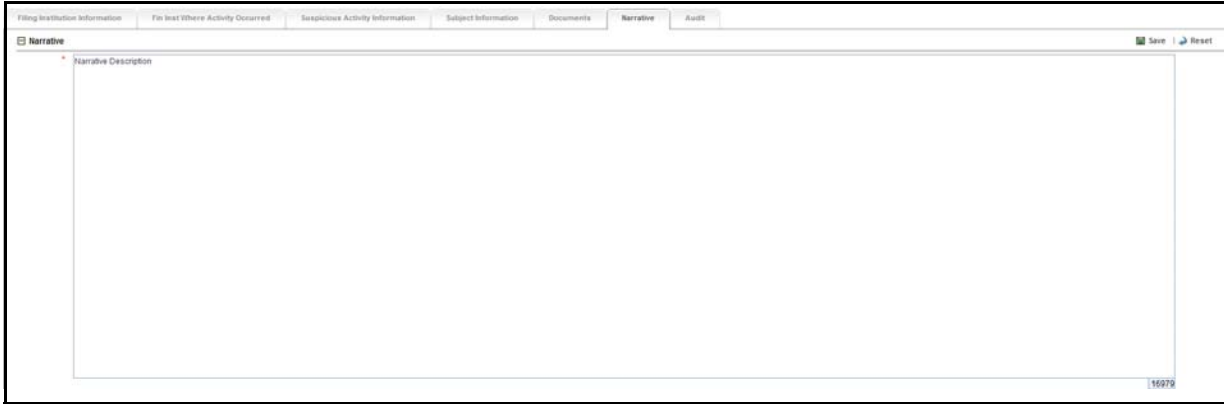 Filing Institution Information Fin Inst Where Activity Occurred Suspicious Activity Information Subject Information Documents Narrative Audit
Narrative Save | Reset
* Narrative Description
16979